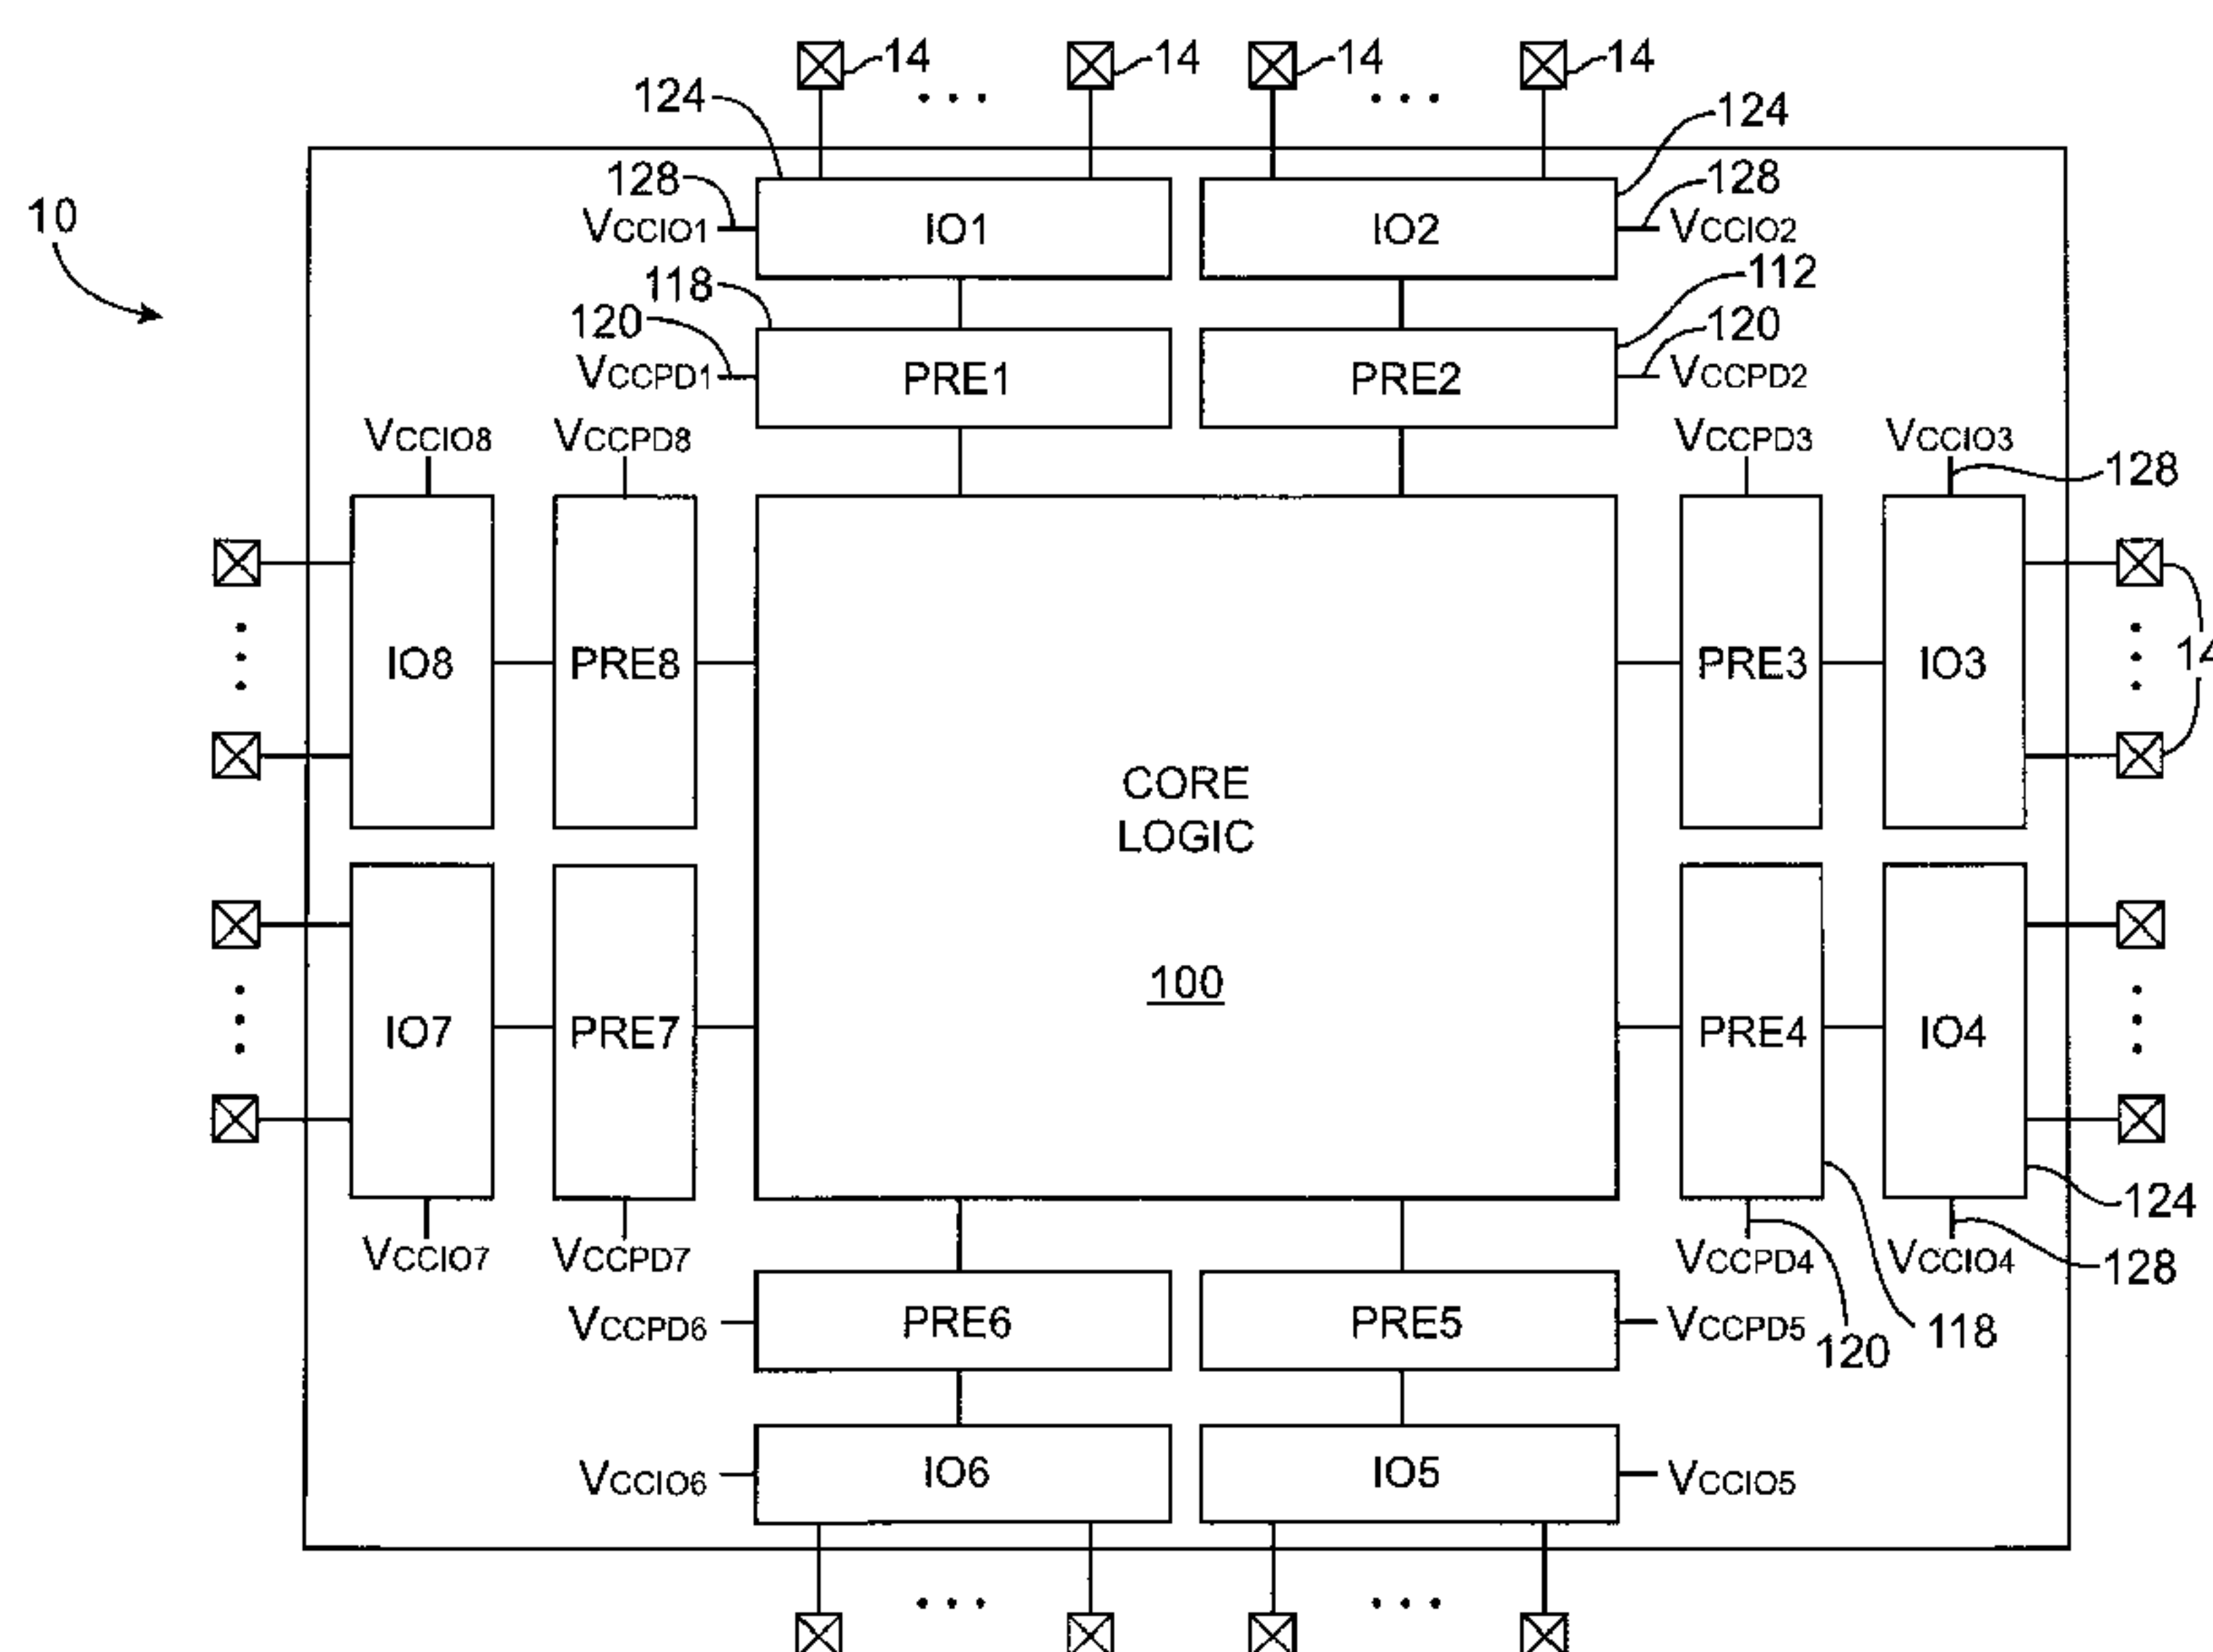 14 14 14 14
124 124
10
128 128
VCCIO1 IO1 IO2 VCCIO2
118 112
120 120
VCCPD1 PRE1 PRE2 VCCPD2
VCCIO8 VCCPD8 VCCPD3 VCCIO3
128
IO8 PRE8 PRE3 IO3 14
CORE
LOGIC
100
IO7 PRE7 PRE4 IO4
124
VCCIO7 VCCPD7 VCCPD4 VCCIO4 128
VCCPD6 PRE6 PRE5 VCCPD5 120 118
VCCIO6 IO6 IO5 VCCIO5